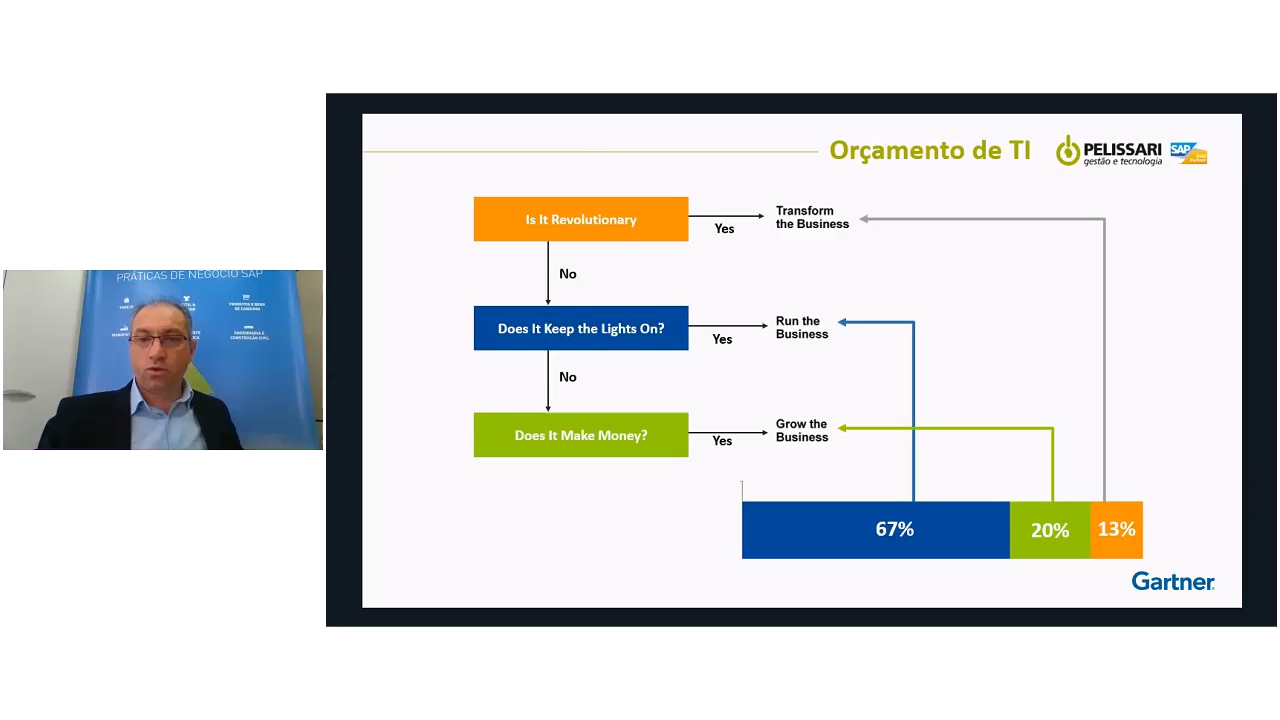 Orçamento de TI
PELISSARI
gestão e tecnologia
SAP
Is It Revolutionary
Yes
Transform
the Business
No
Does It Keep the Lights On?
Yes
Run the
Business
No
Does It Make Money?
Yes
Grow the
Business
67%
20%
13%
Gartner
PRÁTICAS DE NEGÓCIO SAP
PRODUTOS E BENS
DE CONSUMO
ENGENHARIA E
CONSTRUÇÃO CIVIL